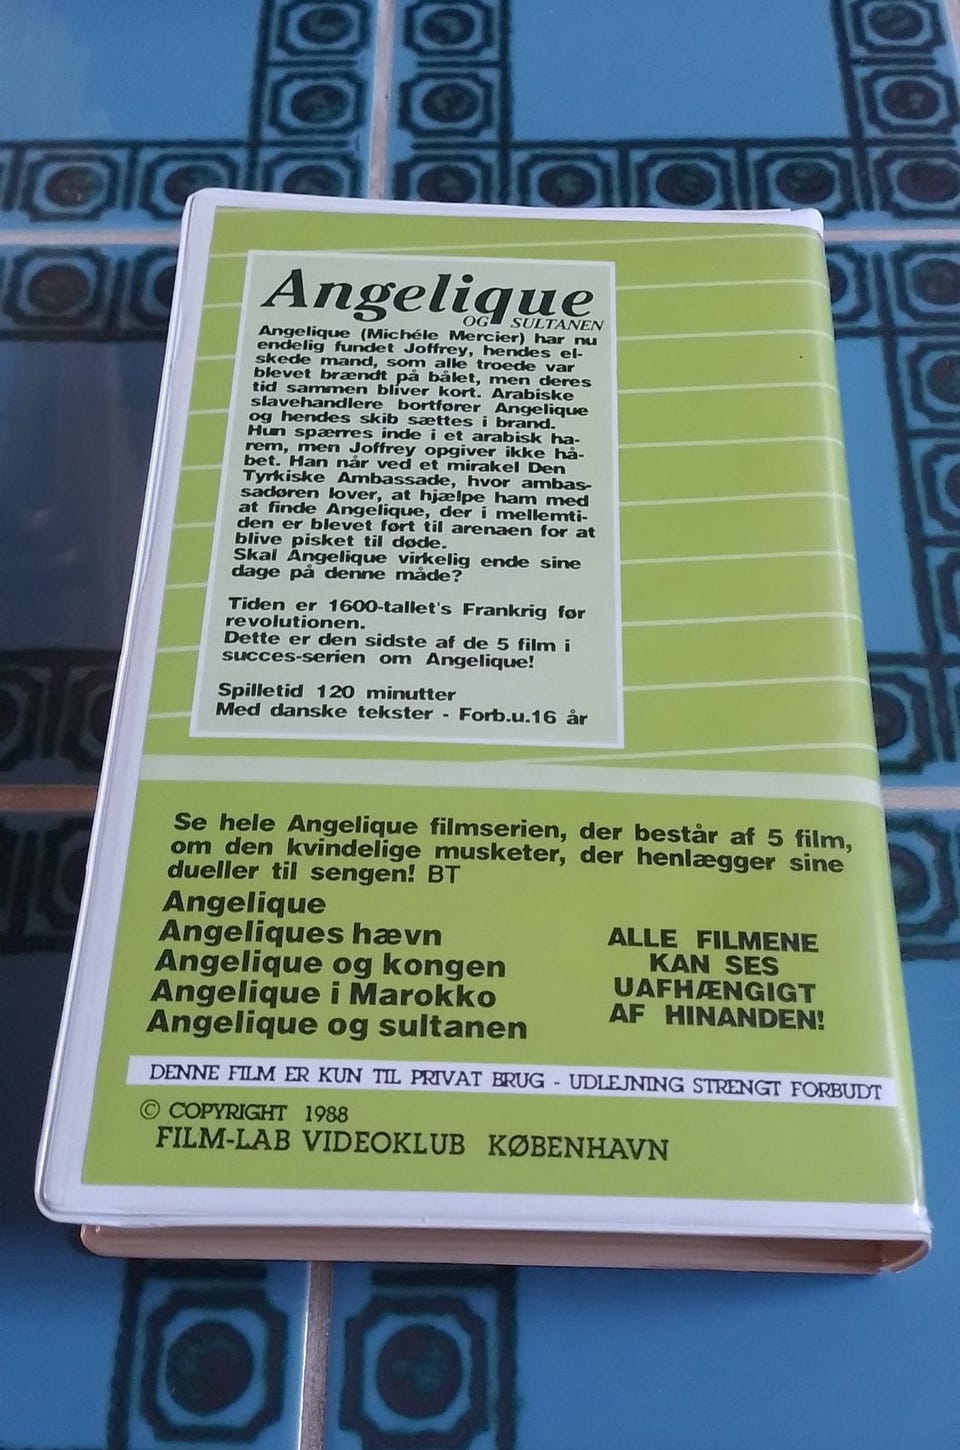 Angelique
OG SULTANEN
Angelique (Michéle Mercier) har nu
endelig fundet Joffrey, hendes el-
skede mand, som alle troede var
blevet brændt på bålet, men deres
tid sammen bliver kort. Arabiske
slavehandlere bortfører Angelique
og hendes skib sættes i brand.
Hun spærres inde i et arabisk ha-
rem, men Joffrey opgiver ikke hå-
bet. Han når ved et mirakel Den
Tyrkiske Ambassade, hvor ambas-
sadøren lover, at hjælpe ham med
at finde Angelique, der i mellemti-
den er blevet ført til arenaen for at
blive pisket til døde.
Skal Angelique virkelig ende sine
dage på denne måde?
Tiden er 1600-tallet's Frankrig før
revolutionen.
Dette er den sidste af de 5 film i
succes-serien om Angelique!
Spilletid 120 minutter
Med danske tekster - Forb.u.16 år
Se hele Angelique filmserien, der består af 5 film,
om den kvindelige musketer, der henlægger sine
dueller til sengen! BT
Angelique
Angeliques hævn
Angelique og kongen
Angelique i Marokko
Angelique og sultanen
ALLE FILMENE
KAN SES
UAFHÆNGIGT
AF HINANDEN!
DENNE FILM ER KUN TIL PRIVAT BRUG - UDLEJNING STRENGT FORBUDT
© COPYRIGHT 1988
FILM-LAB VIDEOKLUB KØBENHAVN